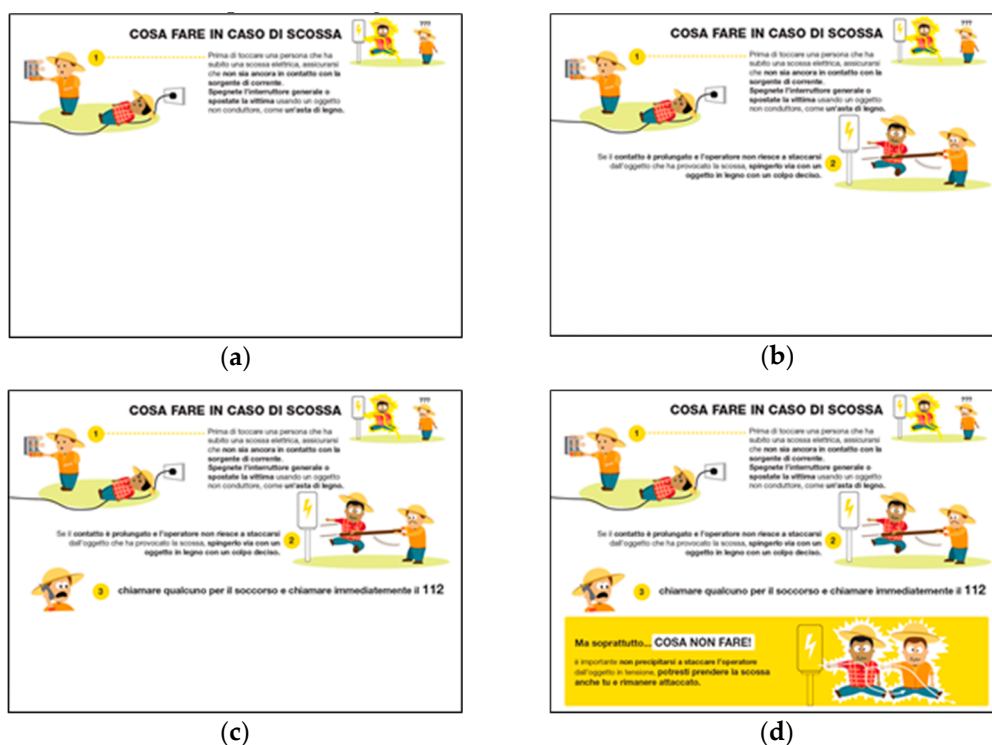 COSA FARE IN CASO DI SCOSSA
???
1
Prima di toccare una persona che ha
subito una scossa elettrica, assicurarsi
che non sia ancora in contatto con la
sorgente di corrente.
Spegnete l'interruttore generale o
spostate la vittima usando un oggetto
non conduttore, come un'asta di legno.
(a)
COSA FARE IN CASO DI SCOSSA
???
1
Prima di toccare una persona che ha
subito una scossa elettrica, assicurarsi
che non sia ancora in contatto con la
sorgente di corrente.
Spegnete l'interruttore generale o
spostate la vittima usando un oggetto
non conduttore, come un'asta di legno.
Se il contatto è prolungato e l'operatore non riesce a staccarsi
dall'oggetto che ha provocato la scossa, spingerlo via con un
oggetto in legno con un colpo deciso.
2
(b)
COSA FARE IN CASO DI SCOSSA
???
1
Prima di toccare una persona che ha
subito una scossa elettrica, assicurarsi
che non sia ancora in contatto con la
sorgente di corrente.
Spegnete l'interruttore generale o
spostate la vittima usando un oggetto
non conduttore, come un'asta di legno.
Se il contatto è prolungato e l'operatore non riesce a staccarsi
dall'oggetto che ha provocato la scossa, spingerlo via con un
oggetto in legno con un colpo deciso.
2
3 chiamare qualcuno per il soccorso e chiamare immediatamente il 112
(c)
COSA FARE IN CASO DI SCOSSA
???
1
Prima di toccare una persona che ha
subito una scossa elettrica, assicurarsi
che non sia ancora in contatto con la
sorgente di corrente.
Spegnete l'interruttore generale o
spostate la vittima usando un oggetto
non conduttore, come un'asta di legno.
Se il contatto è prolungato e l'operatore non riesce a staccarsi
dall'oggetto che ha provocato la scossa, spingerlo via con un
oggetto in legno con un colpo deciso.
2
3 chiamare qualcuno per il soccorso e chiamare immediatamente il 112
Ma soprattutto... COSA NON FARE!
è importante non precipitarsi a staccare l'operatore
dall'oggetto in tensione, potresti prendere la scossa
anche tu e rimanere attaccato.
(d)